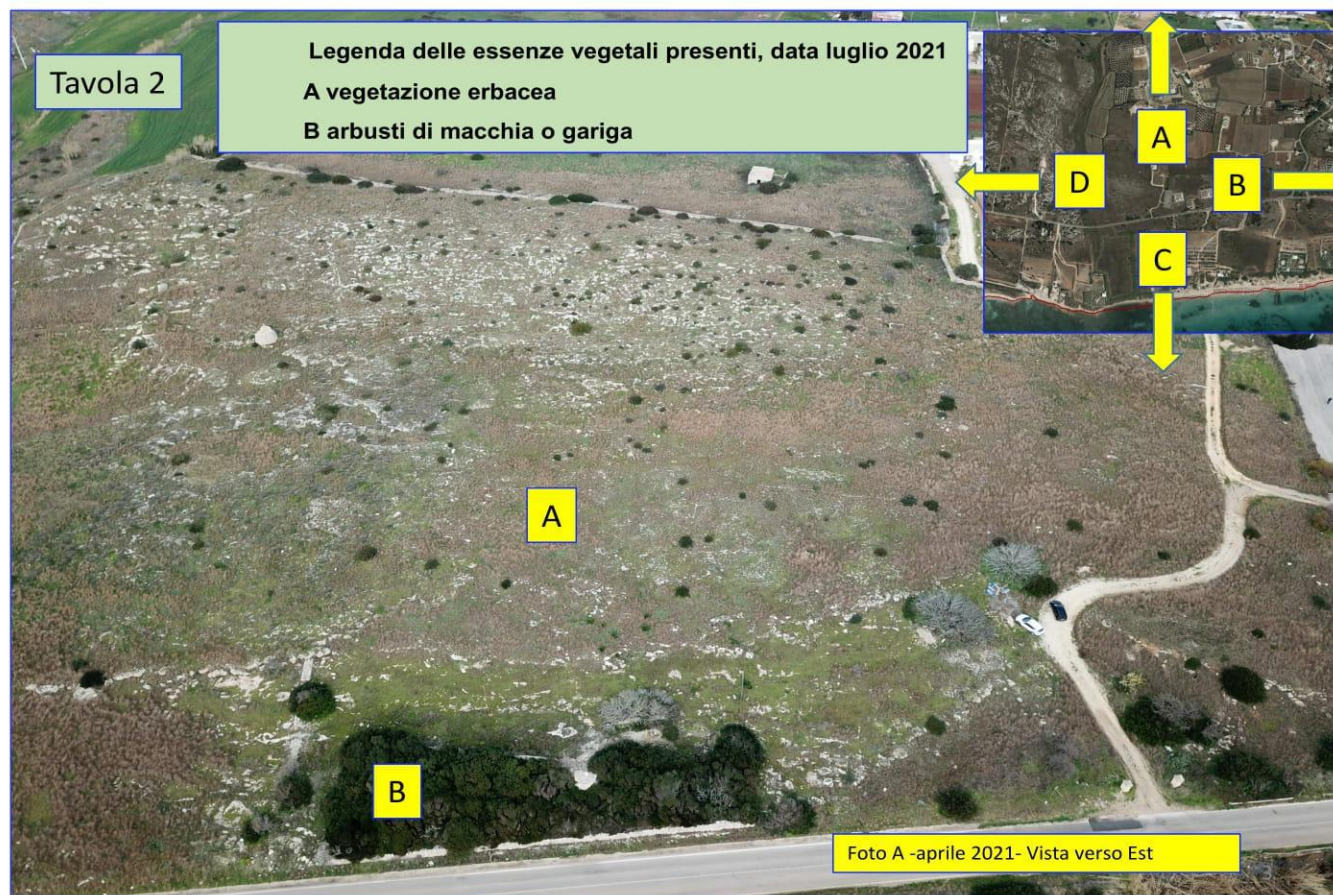 Tavola 2
Legenda delle essenze vegetali presenti, data luglio 2021
A vegetazione erbacea
B arbusti di macchia o gariga
A
D
B
C
A
B
Foto A -aprile 2021- Vista verso Est